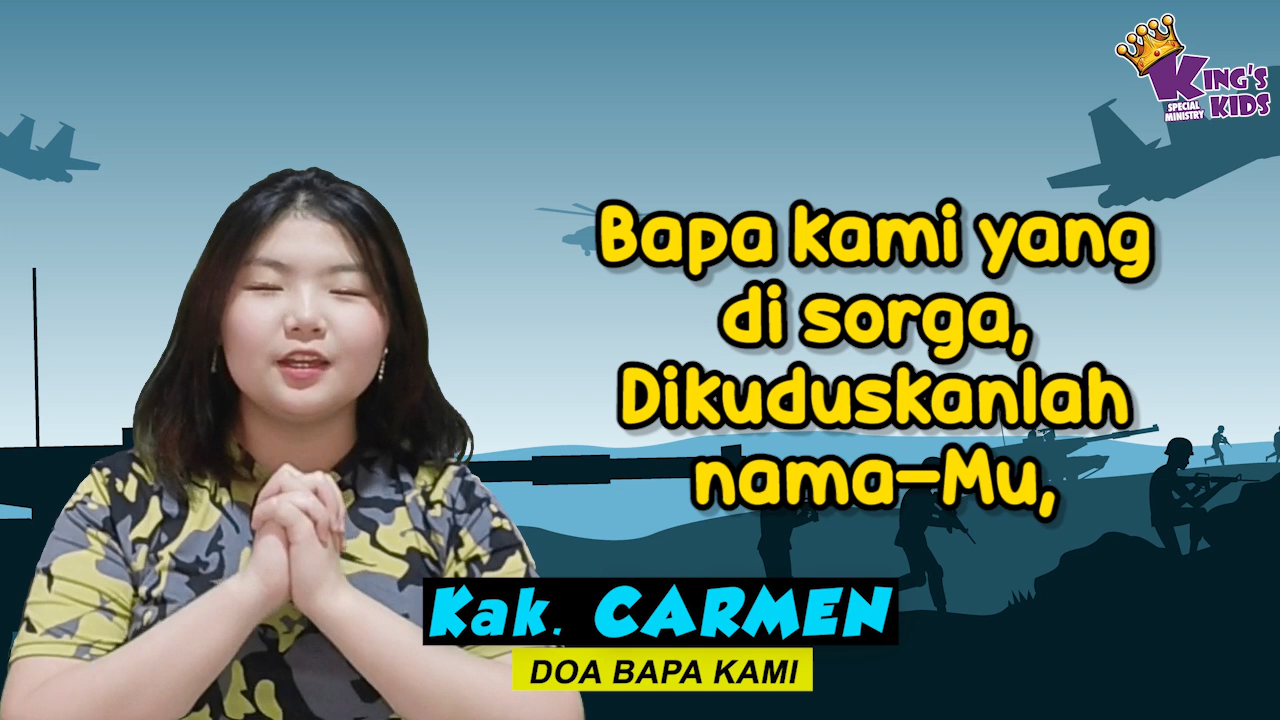 KING'S
KIDS
SPECIAL
MINISTRY
Bapa kami yang
di sorga,
Dikuduskanlah
nama-Mu,
Kak. CARMEN
DOA BAPA KAMI